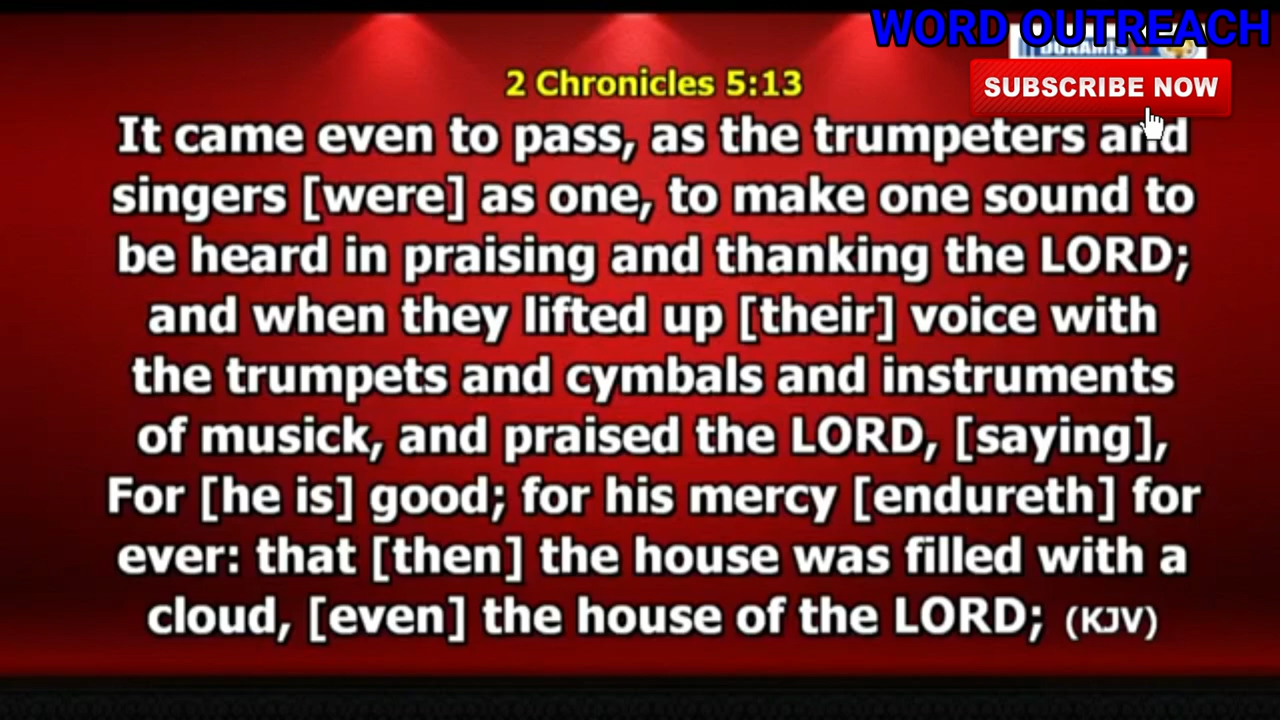 WORD OUTREACH
SUBSCRIBE NOW
2 Chronicles 5:13
It came even to pass, as the trumpeters and
singers [were] as one, to make one sound to
be heard in praising and thanking the LORD;
and when they lifted up [their] voice with
the trumpets and cymbals and instruments
of musick, and praised the LORD, [saying],
For [he is] good; for his mercy [endureth] for
ever: that [then] the house was filled with a
cloud, [even] the house of the LORD; (KJV)